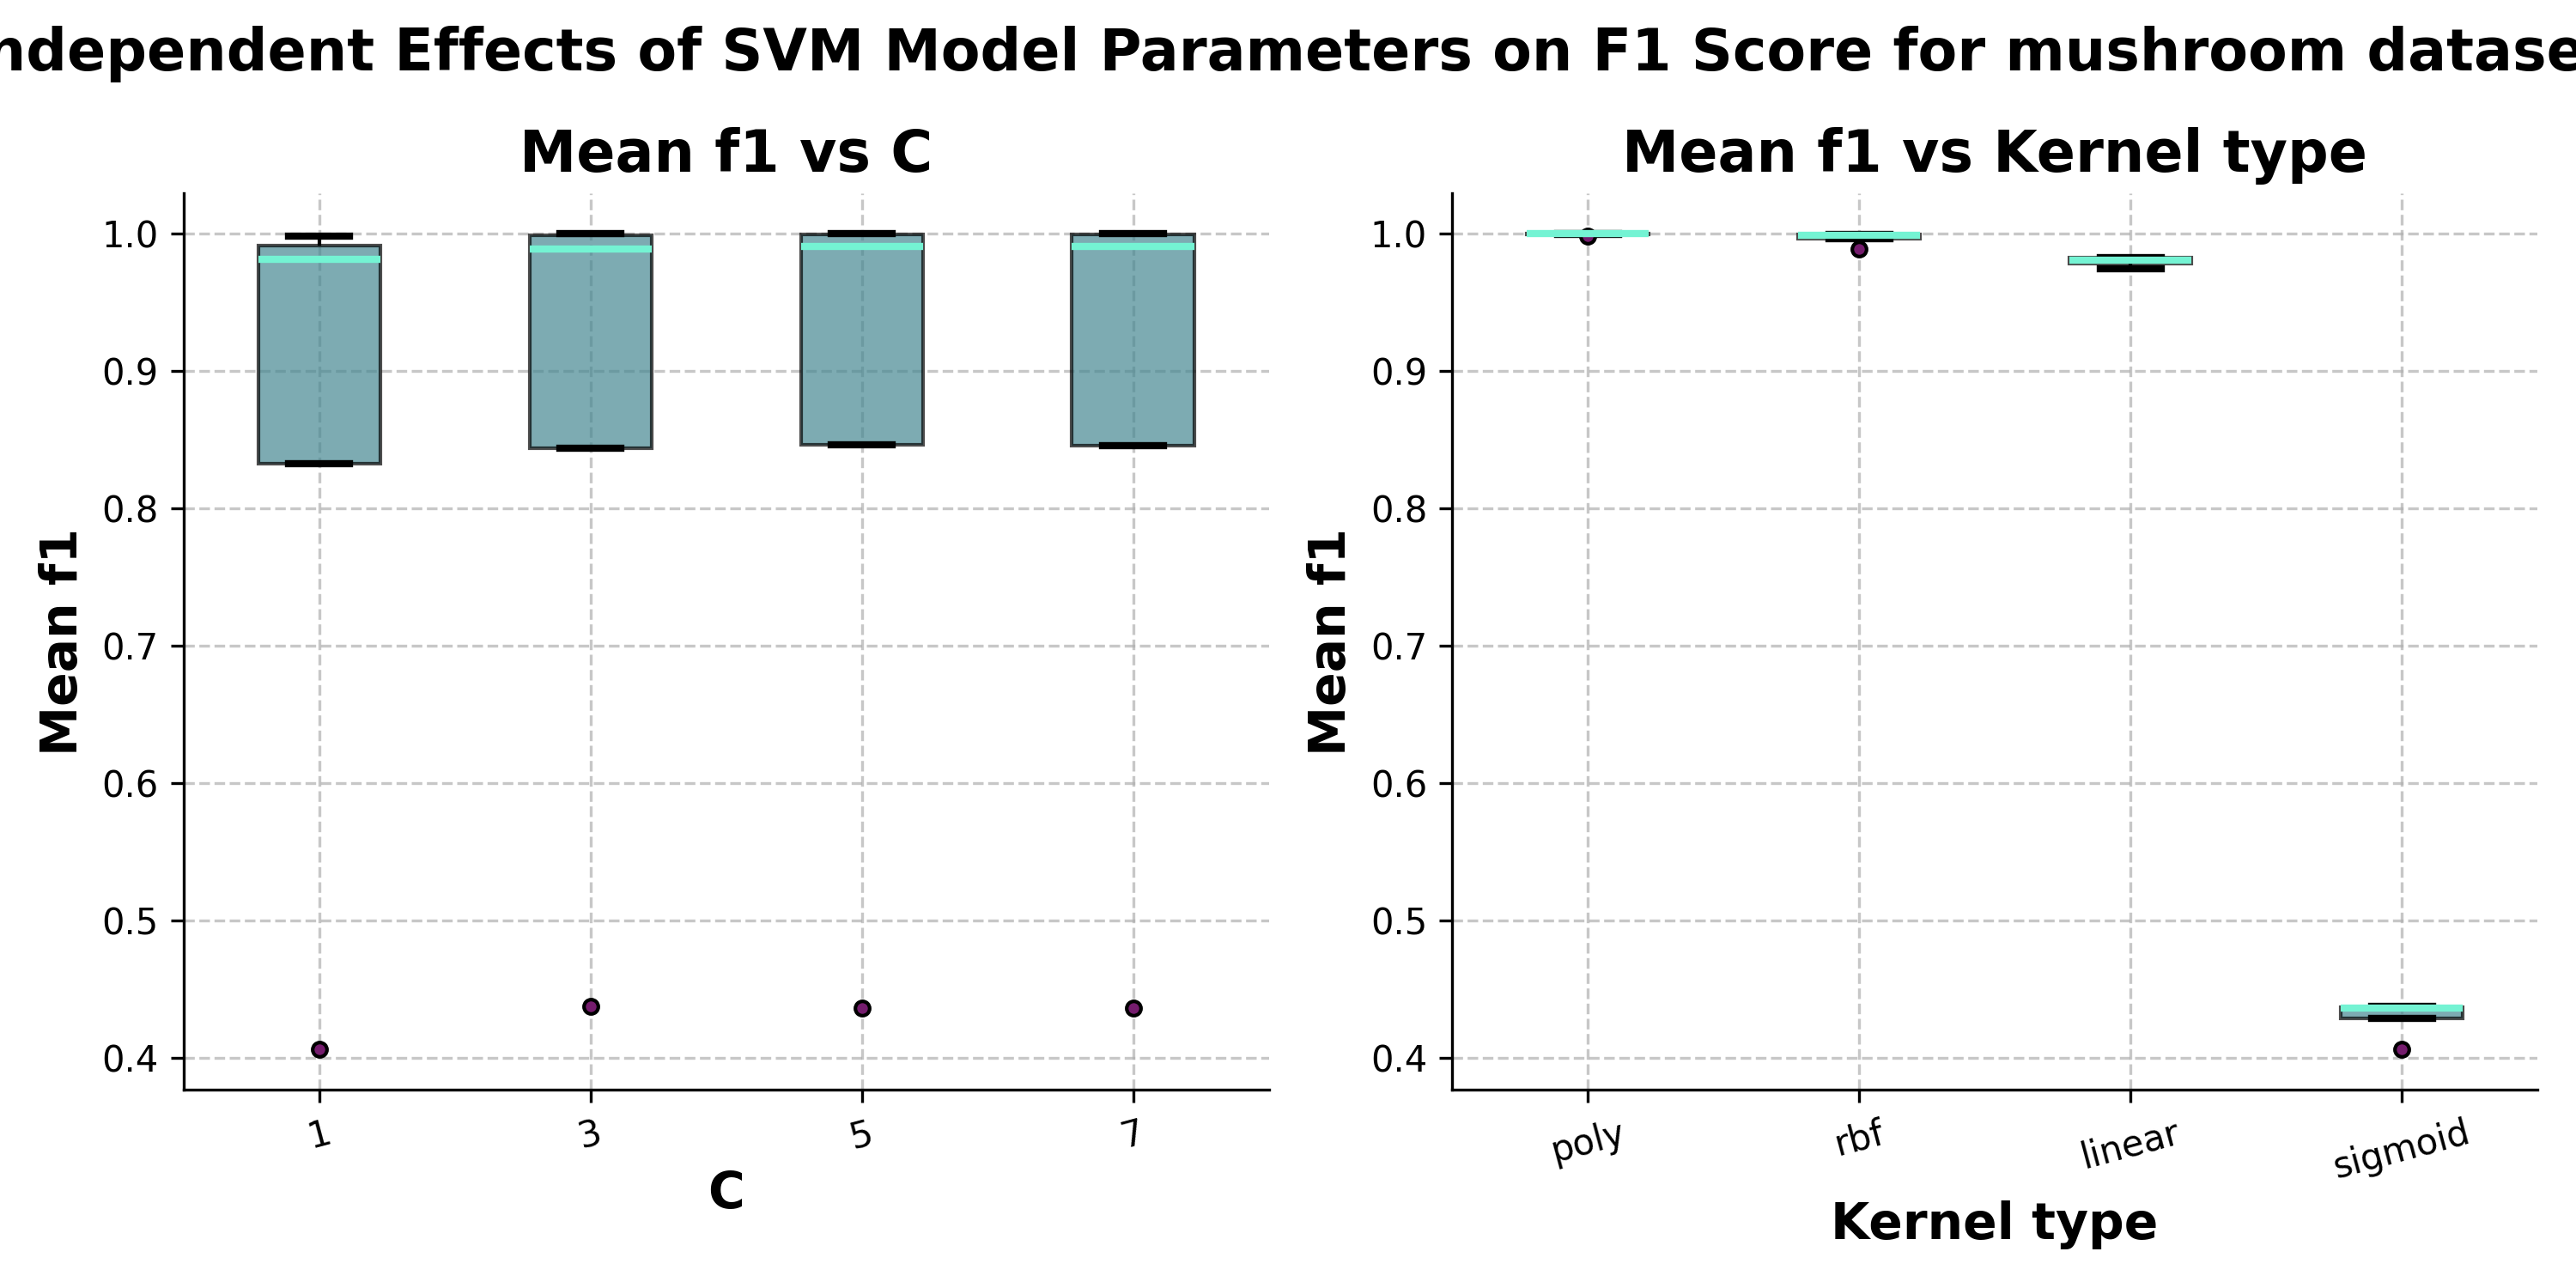 ndependent Effects of SVM Model Parameters on F1 Score for mushroom datase
Mean f1 vs C
Mean f1
1.0
0.9
0.8
0.7
0.6
0.5
0.4
1
3
5
7
C
Mean f1 vs Kernel type
Mean f1
1.0
0.9
0.8
0.7
0.6
0.5
0.4
poly
rbf
linear
sigmoid
Kernel type